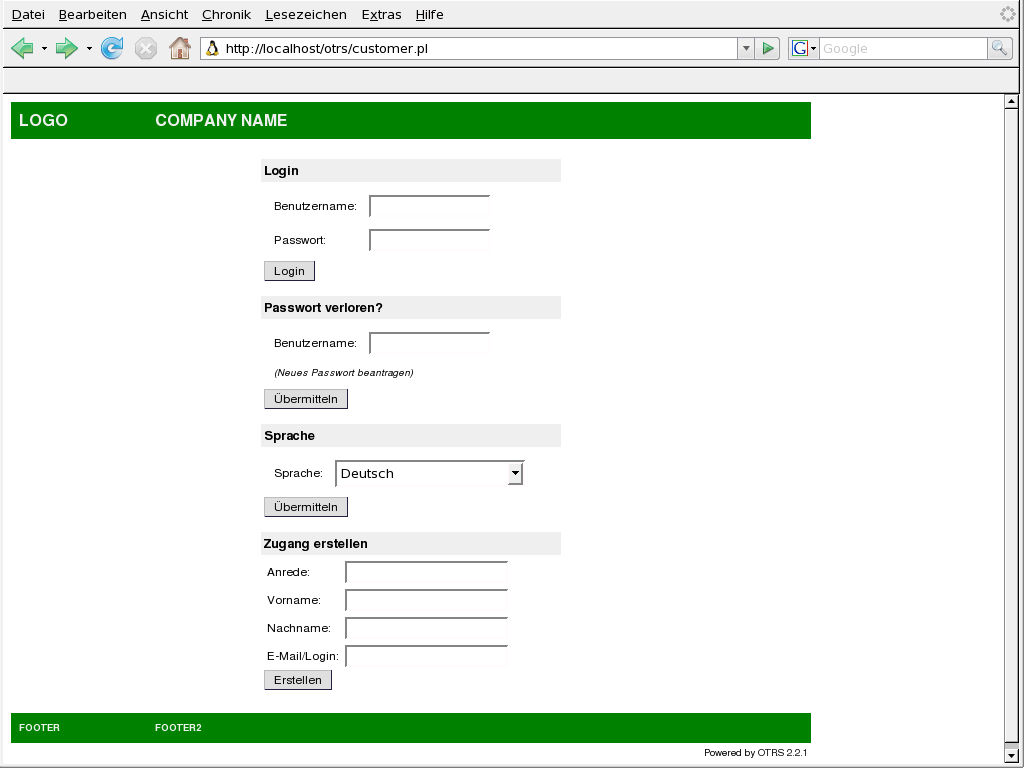 Datei Bearbeiten Ansicht Chronik Lesezeichen Extras Hilfe
http://localhost/otrs/customer.pl G Google
LOGO COMPANY NAME
Login
Benutzername:
Passwort:
Login
Passwort verloren?
Benutzername:
(Neues Passwort beantragen)
Übermitteln
Sprache
Sprache: Deutsch
Übermitteln
Zugang erstellen
Anrede:
Vorname:
Nachname:
E-Mail/Login:
Erstellen
FOOTER FOOTER2
Powered by OTRS 2.2.1